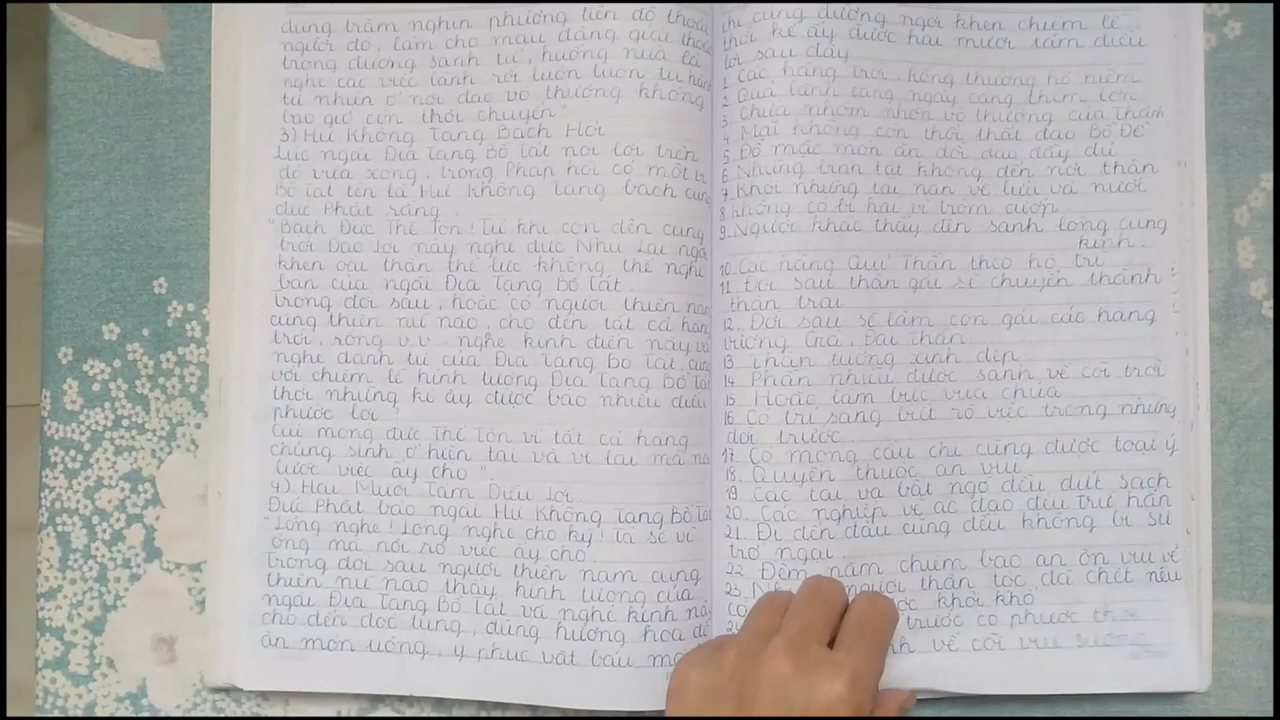 dung trăm nghìn phương tiện độ thoát
người đó, làm cho mau đặng giải thoát
trong đường sanh tử, huống nữa là
nghe các việc lành rồi luôn luôn tu hành
tự nhiên ở nơi đạo vô thượng không
bao giờ còn thối chuyển"
3) Hư Không Tạng Bạch Hỏi
Lúc ngài Địa Tạng Bồ Tát nói lời trên
đó vừa xong, trong Pháp hội có một vị
Bồ Tát tên là Hư Không Tạng bạch cùng
đức Phật rằng.
"Bạch Đức Thế Tôn! Từ khi con đến cung
trời Đao Lợi này nghe đức Như Lai ngợi
khen oai thần thế lực không thể nghĩ
bàn của ngài Địa Tạng Bồ Tát.
trong đời sau, hoặc có người thiện nam
cùng thiện nữ nào, cho đến tất cả hàng
trời, rồng v.v nghe kinh điển này và
nghe danh tự của Địa Tạng Bồ Tát, cùng
với chiêm lễ hình tượng Địa Tạng Bồ Tát
thời những kẻ ấy được bao nhiêu điều
phước lợi"
Cúi mong đức Thế Tôn vì tất cả hàng
chúng sinh ở hiện tại và vị lai mà nói
lược việc ấy cho".
4) Hai Mươi Tám Điều Lợi
Đức Phật bảo ngài Hư Không Tạng Bồ Tát
"Lóng nghe! Lóng nghe cho kỹ! Ta sẽ vì
ông mà nói rõ việc ấy cho.
Trong đời sau người thiện nam cùng
thiện nữ nào thấy hình tượng của
ngài Địa Tạng Bồ Tát và nghe kinh này
cho đến đọc tụng, dùng hương hoa đồ
ăn món uống, y phục vật báu mà
thí cúng dường ngợi khen chiêm lễ
thời kẻ ấy được hai mươi tám điều
lợi sau đây
1 Các hàng trời, rồng thường hộ niệm
2 Quả lành càng ngày càng thêm lớn
3 chứa nhóm nhơn vô thượng của thánh
4 Mãi không còn thối thất đạo Bồ Đề
5 Đồ mặc món ăn dồi dào đầy đủ
6 Những bịnh tật không đến nơi thân
7 Khỏi những tai nạn về lửa và nước
8 không có bị hại vì trộm cướp
9 Người khác thấy đến sanh lòng cung
kính.
10. Các hàng Quỉ Thần theo hộ trì
11 Đời sau thân gái sẽ chuyển thành
thân trai
12. Đời sau sẽ làm con gái các hàng
Vương Giả, Đại Thần
13 Thân tướng xinh đẹp
14 Phần nhiều được sanh về cõi trời
15 Hoặc làm bực vua chúa
16 Có trí sáng biết rõ việc trong những
đời trước
17. Có mong cầu chi cũng được toại ý
18. Quyến thuộc an vui
19 Các tai vạ bất ngờ đều dứt sạch
20. Các nghiệp về ác đạo đều trừ hẳn
21. Đi đến đâu cũng đều không bị sự
trở ngại.
22 Đêm nằm chiêm bao an ổn vui vẻ
23. người thân tộc đã chết nếu
có khỏi khổ
trước có phước thời
về cõi vui sướng